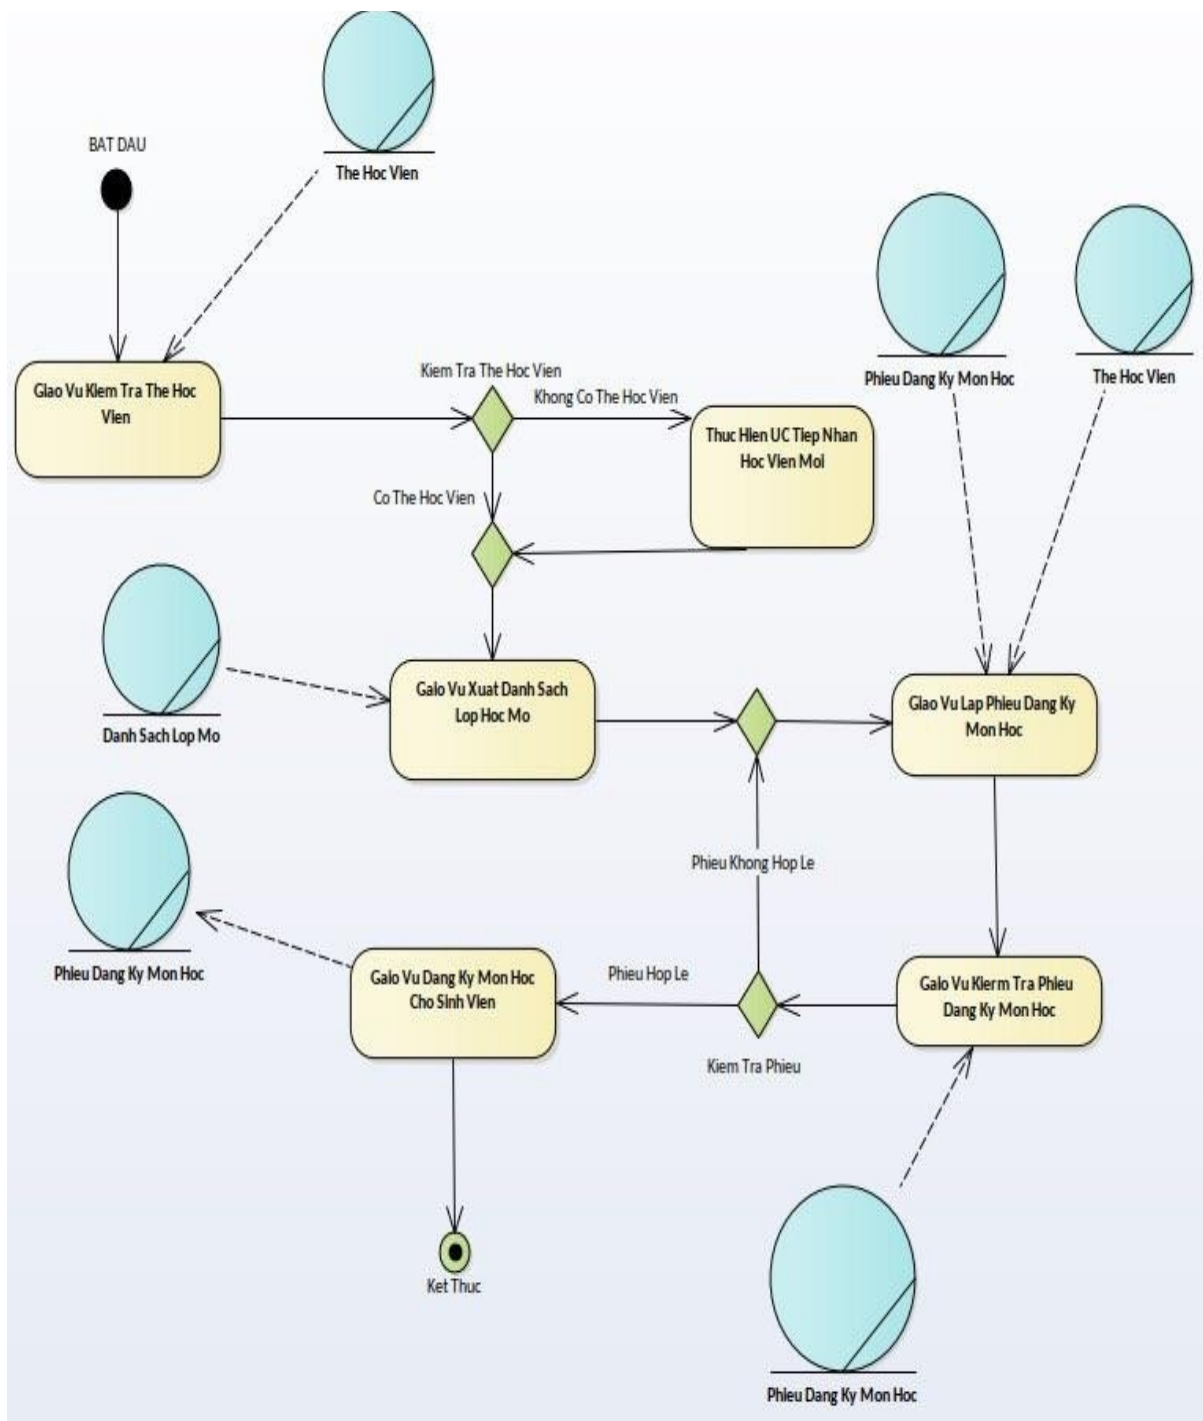 BAT DAU
The Hoc Vien
Giao Vu Kiem Tra The Hoc
Vien
Kiem Tra The Hoc Vien
Khong Co The Hoc Vien
Thuc Hien UC Tiep Nhan
Hoc Vien Moi
Phieu Dang Ky Mon Hoc
The Hoc Vien
Co The Hoc Vien
Danh Sach Lop Mo
Gaio Vu Xuat Danh Sach
Lop Hoc Mo
Giao Vu Lap Phieu Dang Ky
Mon Hoc
Phieu Khong Hop Le
Phieu Dang Ky Mon Hoc
Gaio Vu Dang Ky Mon Hoc
Cho Sinh Vien
Phieu Hop Le
Gaio Vu Kierm Tra Phieu
Dang Ky Mon Hoc
Kiem Tra Phieu
Ket Thuc
Phieu Dang Ky Mon Hoc